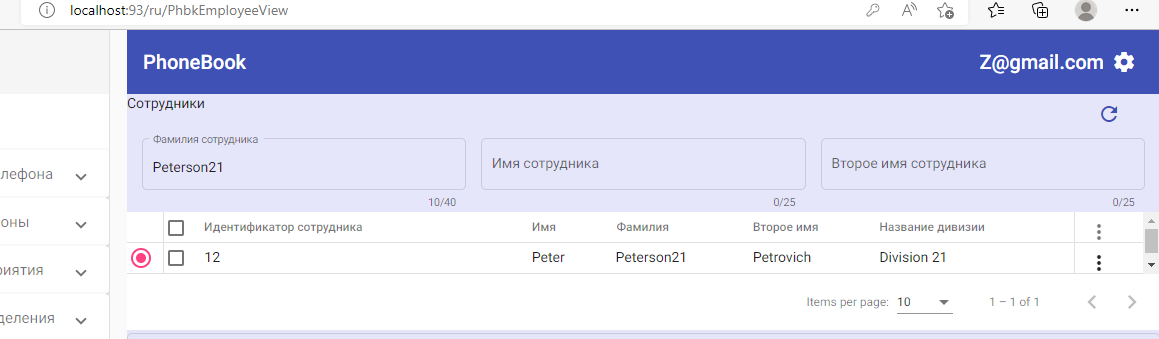 localhost:93/ru/PhbkEmployeeView
PhoneBook Z@gmail.com
Сотрудники
Фамилия сотрудника
Peterson21 Имя сотрудника Второе имя сотрудника
10/40 0/25 0/25
лефона
оны
риятия
деления
Идентификатор сотрудника Имя Фамилия Второе имя Название дивизии
12 Peter Peterson21 Petrovich Division 21
Items per page: 10 1 – 1 of 1